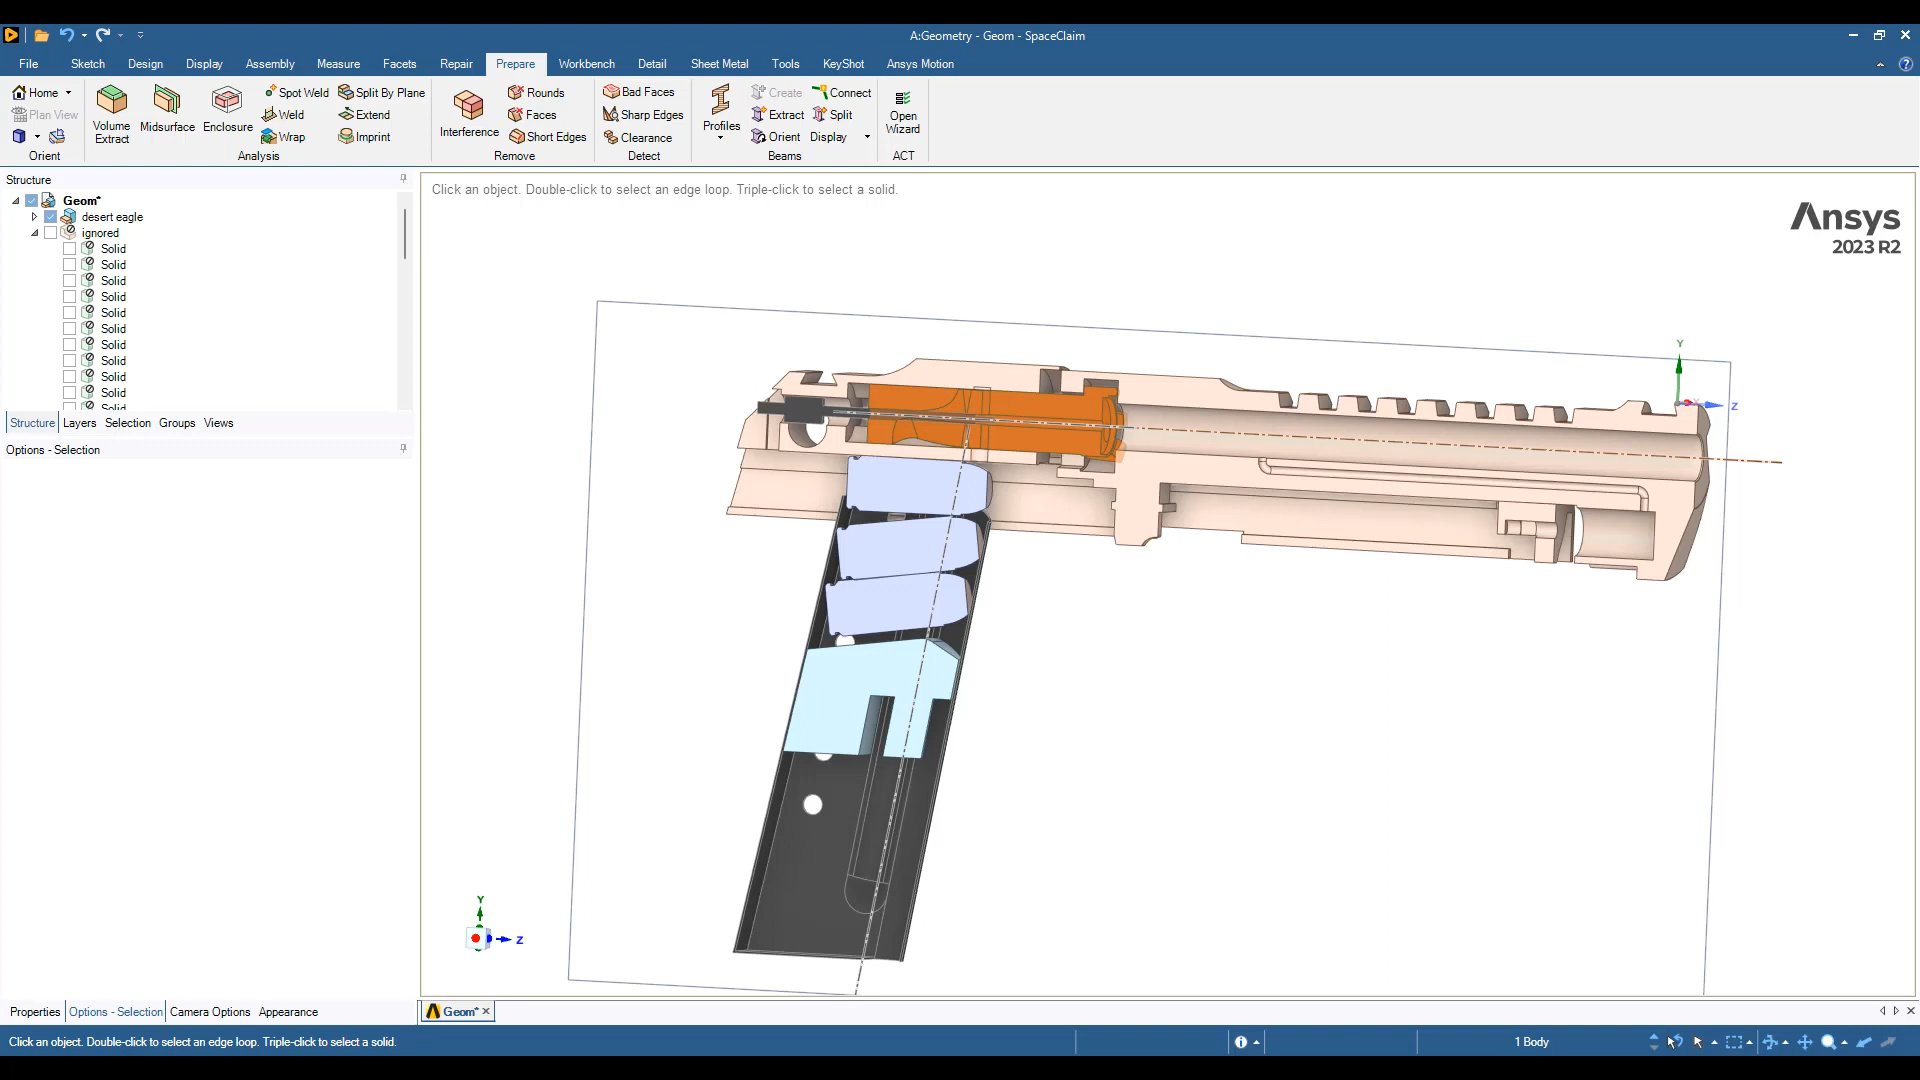 A:Geometry - Geom - SpaceClaim
File Sketch Design Display Assembly Measure Facets Repair Prepare Workbench Detail Sheet Metal Tools KeyShot Ansys Motion
Home
Plan View
Orient
Volume Extract
Midsurface
Enclosure
Spot Weld
Weld
Wrap
Split By Plane
Extend
Imprint
Analysis
Interference
Rounds
Faces
Short Edges
Remove
Bad Faces
Sharp Edges
Clearance
Detect
Profiles
Create
Extract
Orient
Connect
Split
Display
Beams
Open Wizard
ACT
Structure
Geom*
desert eagle
ignored
Solid
Solid
Solid
Solid
Solid
Solid
Solid
Solid
Solid
Solid
Solid
Structure Layers Selection Groups Views
Options - Selection
Click an object. Double-click to select an edge loop. Triple-click to select a solid.
Ansys
2023 R2
Y
Z
Y
Z
Properties Options - Selection Camera Options Appearance
Geom*
Click an object. Double-click to select an edge loop. Triple-click to select a solid.
1 Body